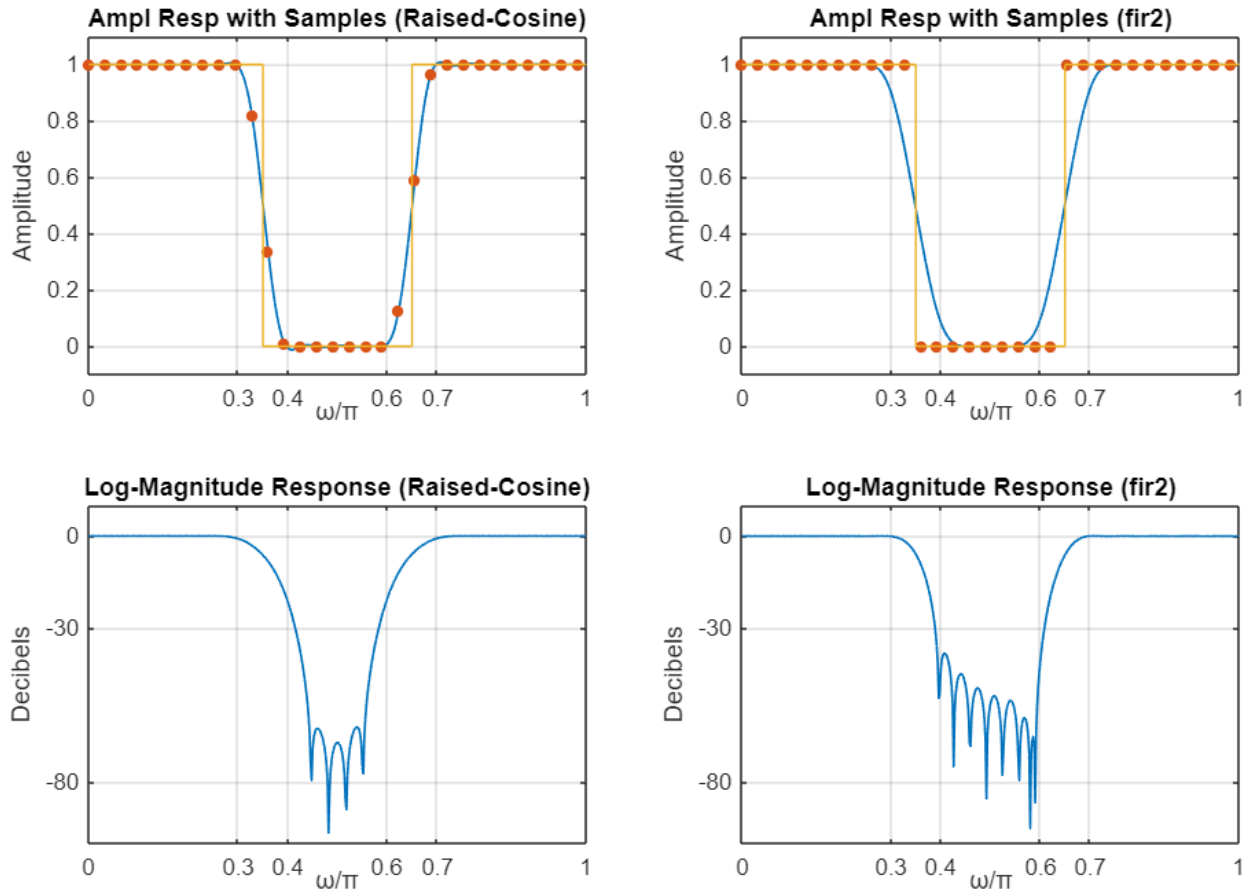 Ampl Resp with Samples (Raised-Cosine)
1
0.8
0.6
0.4
0.2
0
Amplitude
0 0.3 0.4 0.6 0.7 1
ω/π
Ampl Resp with Samples (fir2)
1
0.8
0.6
0.4
0.2
0
Amplitude
0 0.3 0.4 0.6 0.7 1
ω/π
Log-Magnitude Response (Raised-Cosine)
0
-30
-80
Decibels
0 0.3 0.4 0.6 0.7 1
ω/π
Log-Magnitude Response (fir2)
0
-30
-80
Decibels
0 0.3 0.4 0.6 0.7 1
ω/π